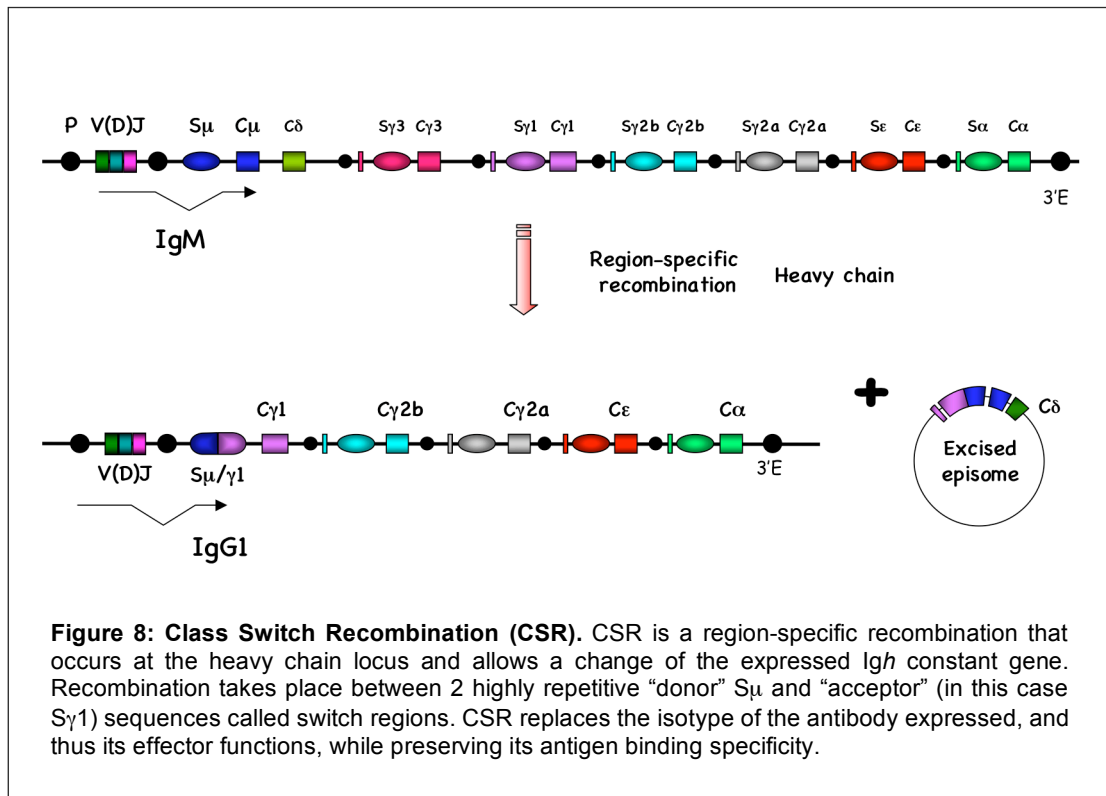 P V(D)J Sμ Cμ Cδ Sγ3 Cγ3 Sγ1 Cγ1 Sγ2b Cγ2b Sγ2a Cγ2a Sε Cε Sα Cα
3'E
IgM
Region-specific
recombination
Heavy chain
Cγ1 Cγ2b Cγ2a Cε Cα
+
Cδ
Excised
episome
V(D)J Sμ/γ1 3'E
IgG1
Figure 8: Class Switch Recombination (CSR). CSR is a region-specific recombination that
occurs at the heavy chain locus and allows a change of the expressed Igh constant gene.
Recombination takes place between 2 highly repetitive “donor” Sμ and “acceptor” (in this case
Sγ1) sequences called switch regions. CSR replaces the isotype of the antibody expressed, and
thus its effector functions, while preserving its antigen binding specificity.